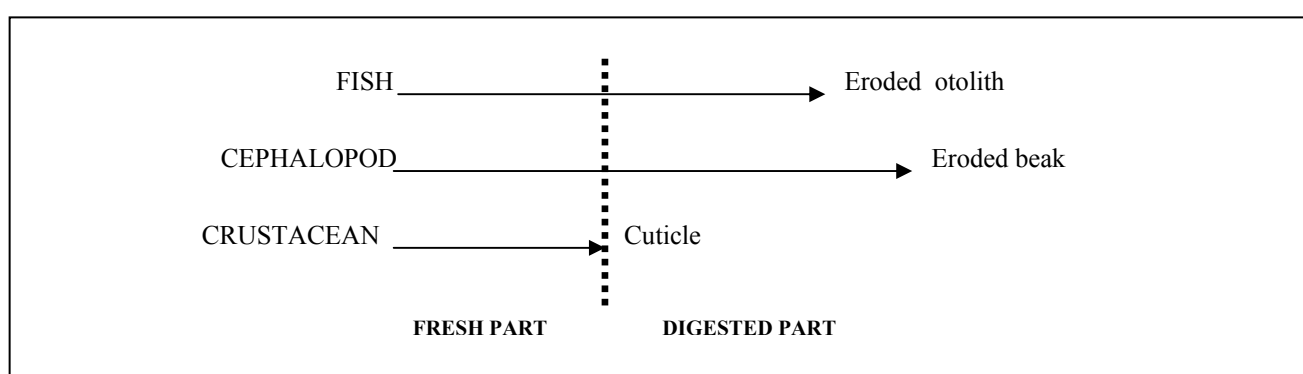 FISH Eroded otolith
CEPHALOPOD Eroded beak
CRUSTACEAN Cuticle
FRESH PART DIGESTED PART